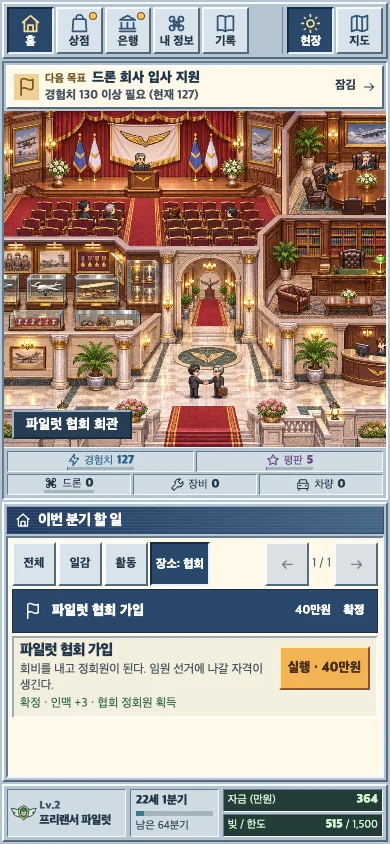 홈
상점
은행
내 정보
기록
현장
지도
다음 목표 드론 회사 입사 지원
경험치 130 이상 필요 (현재 127)
잠김 →
파일럿 협회 회관
경험치 127
평판 5
드론 0
장비 0
차량 0
이번 분기 할 일
전체
일감
활동
장소: 협회
← 1 / 1 →
파일럿 협회 가입 40만원 확정
파일럿 협회 가입
회비를 내고 정회원이 된다. 임원 선거에 나갈 자격이
생긴다.
확정 · 인맥 +3 · 협회 정회원 획득
실행 · 40만원
Lv.2
프리랜서 파일럿
22세 1분기
남은 64분기
자금 (만원) 364
빚 / 한도 515 / 1,500